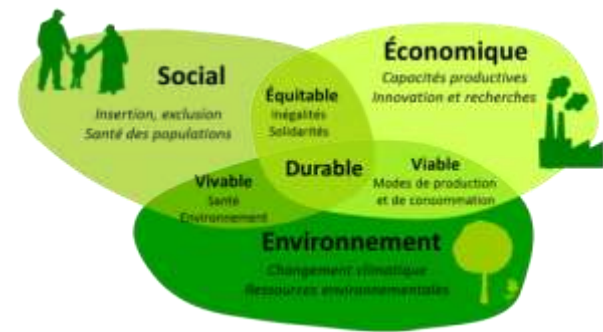 Social
Insertion, exclusion
Santé des populations
Économique
Capacités productives
Innovation et recherches
Équitable
Inégalités
Solidarités
Durable
Vivable
Santé
Environnement
Viable
Modes de production
et de consommation
Environnement
Changement climatique
Ressources environnementales